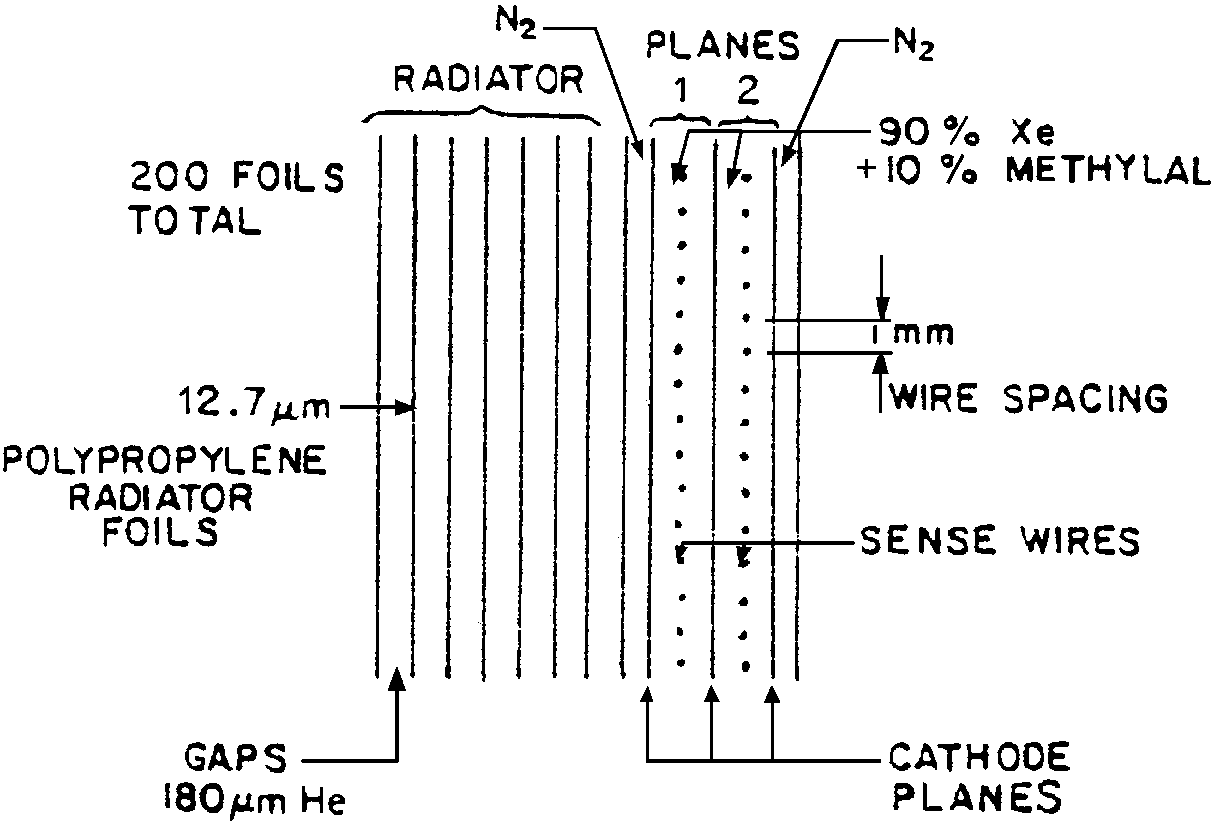 N2
PLANES
N2
RADIATOR
1
2
90 % Xe
+10 % METHYLAL
200 FOILS
TOTAL
1 mm
WIRE SPACING
12.7 μm
POLYPROPYLENE
RADIATOR
FOILS
SENSE WIRES
GAPS
180 μm He
CATHODE
PLANES